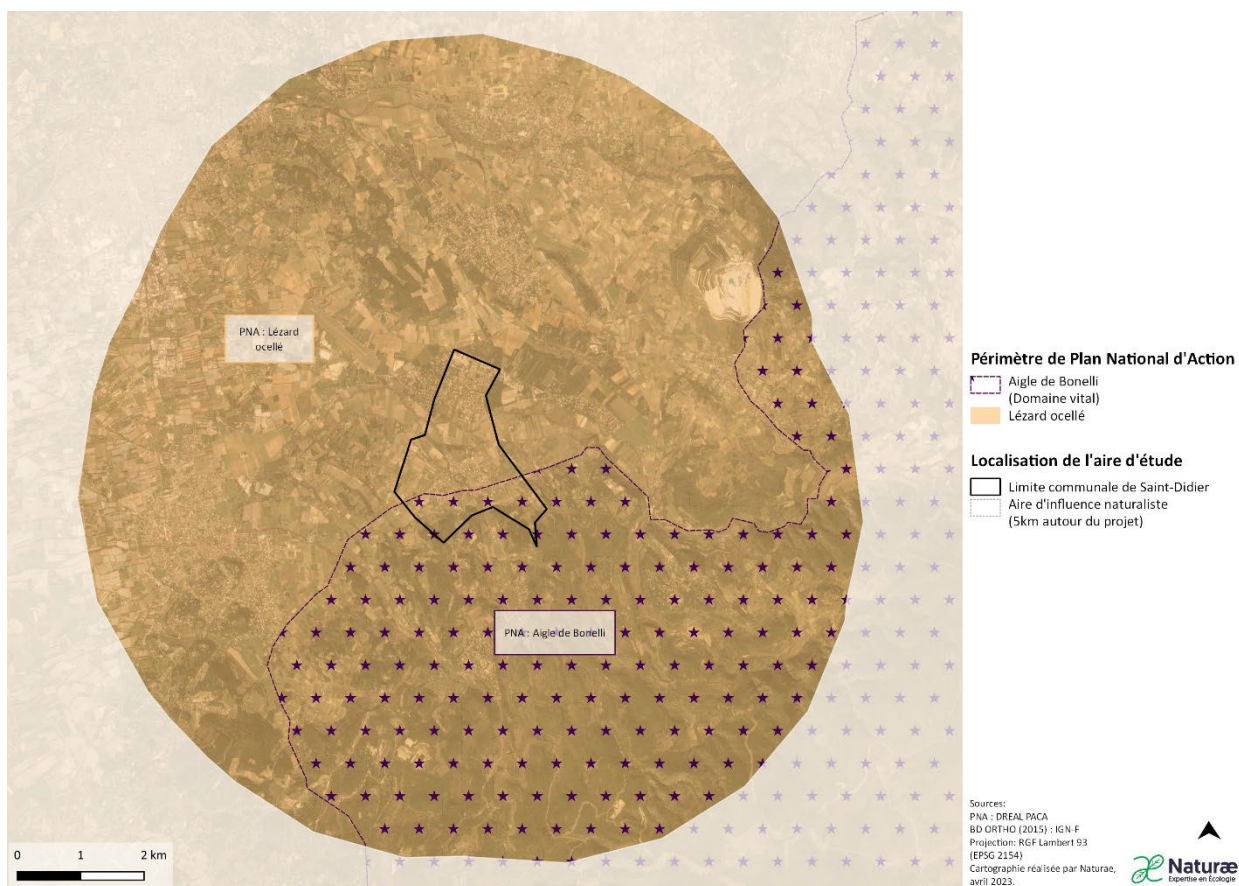 PNA : Lézard
ocellé
PNA : Aigle de Bonelli
0 1 2 km
Périmètre de Plan National d'Action
Aigle de Bonelli
(Domaine vital)
Lézard ocellé
Localisation de l'aire d'étude
Limite communale de Saint-Didier
Aire d'influence naturaliste
(5km autour du projet)
Sources:
PNA : DREAL PACA
BD ORTHO (2015) : IGN-F
Projection: RGF Lambert 93
(EPSG 2154)
Cartographie réalisée par Naturae,
avril 2023.
Naturæ
Expertise en Écologie